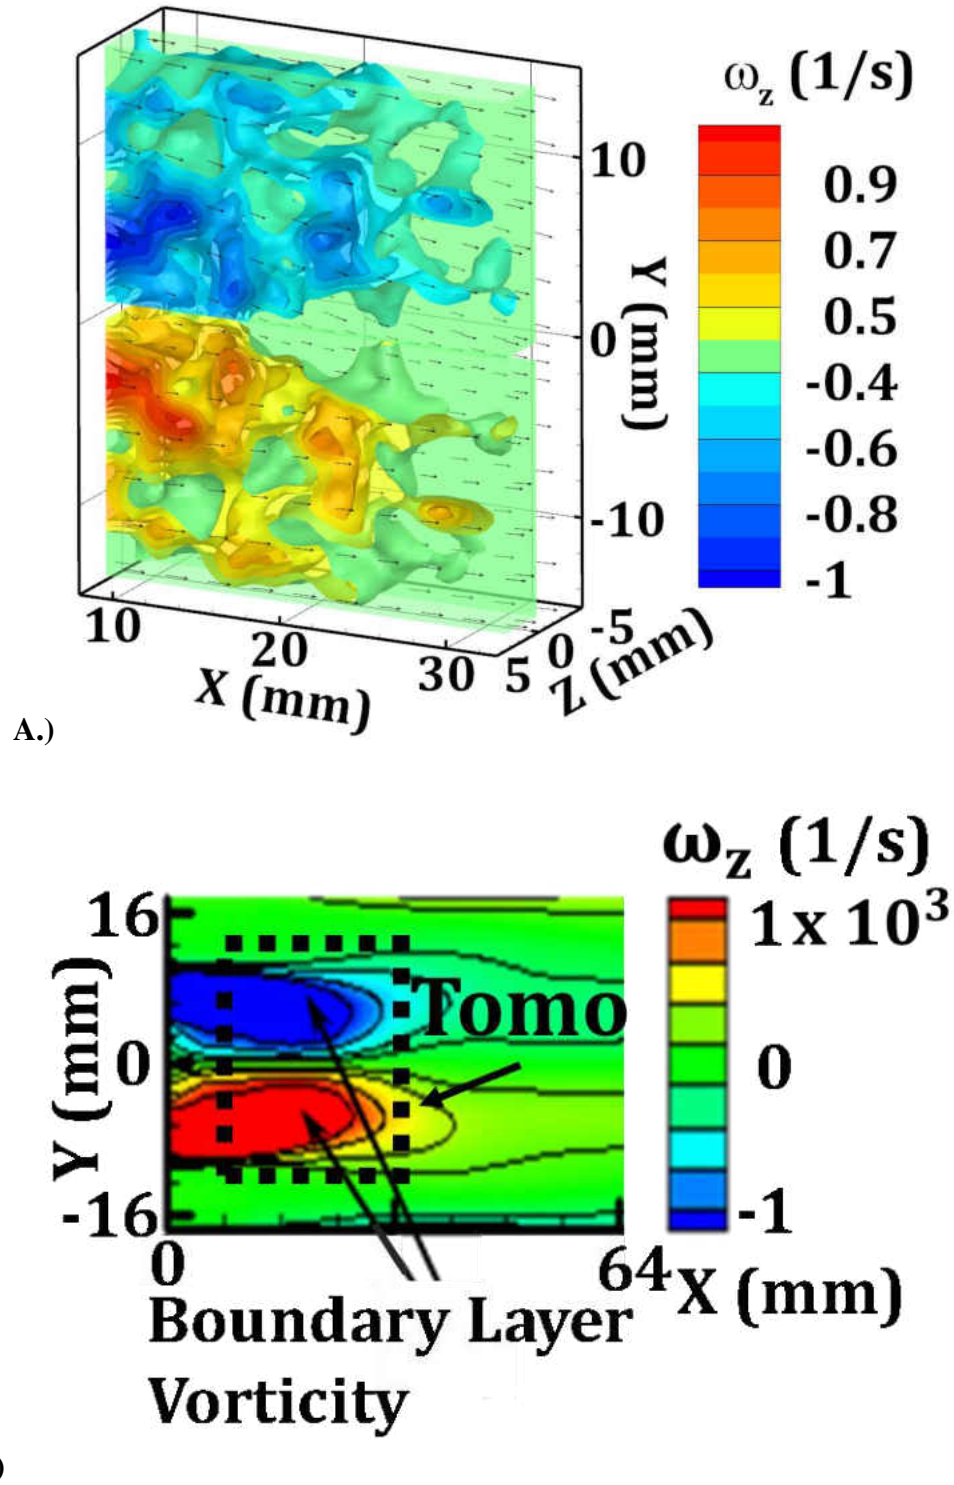 ωz (1/s)
0.9
0.7
0.5
-0.4
-0.6
-0.8
-1
10
0
-10
Y (mm)
10
20
30
X (mm)
5
0
-5
Z (mm)
A.)
ωz (1/s)
1 x 10³
0
-1
16
0
-16
Y (mm)
Tomo
0
64
X (mm)
Boundary Layer
Vorticity
)